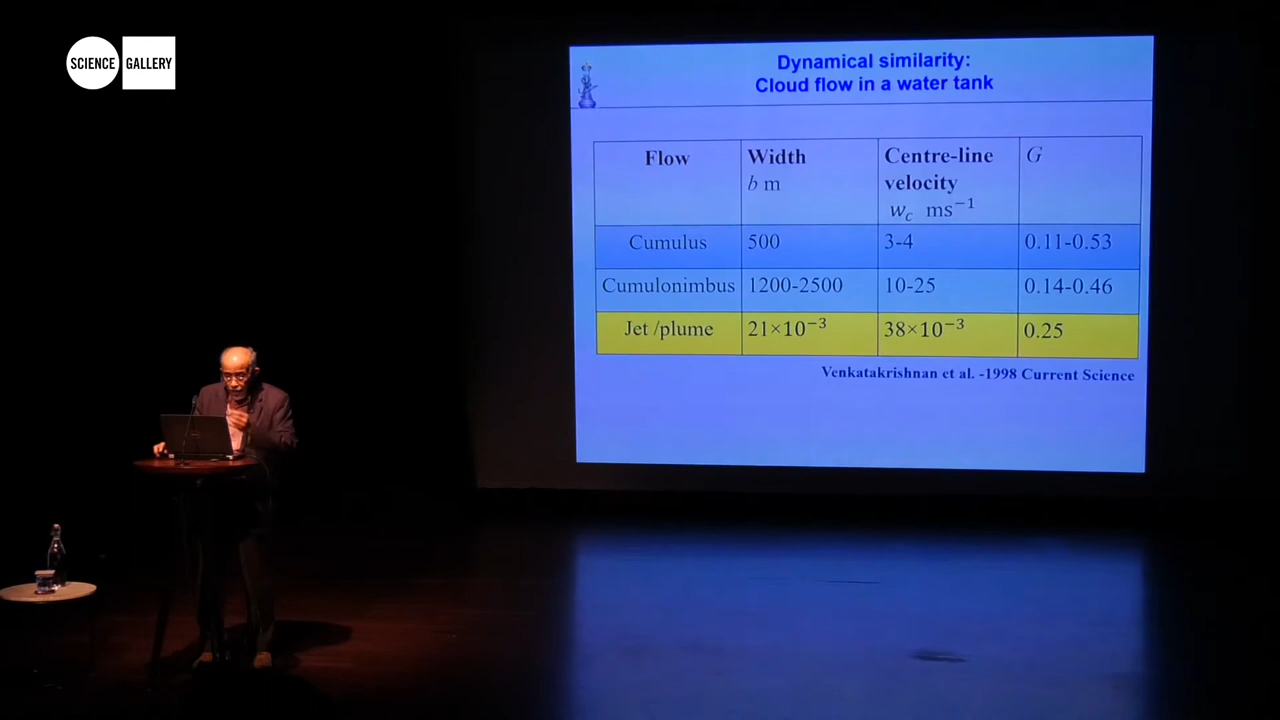 SCIENCE GALLERY
Dynamical similarity:
Cloud flow in a water tank
Flow Width b m Centre-line velocity w_c ms⁻¹ G
Cumulus 500 3-4 0.11-0.53
Cumulonimbus 1200-2500 10-25 0.14-0.46
Jet /plume 21×10⁻³ 38×10⁻³ 0.25
Venkatakrishnan et al. -1998 Current Science